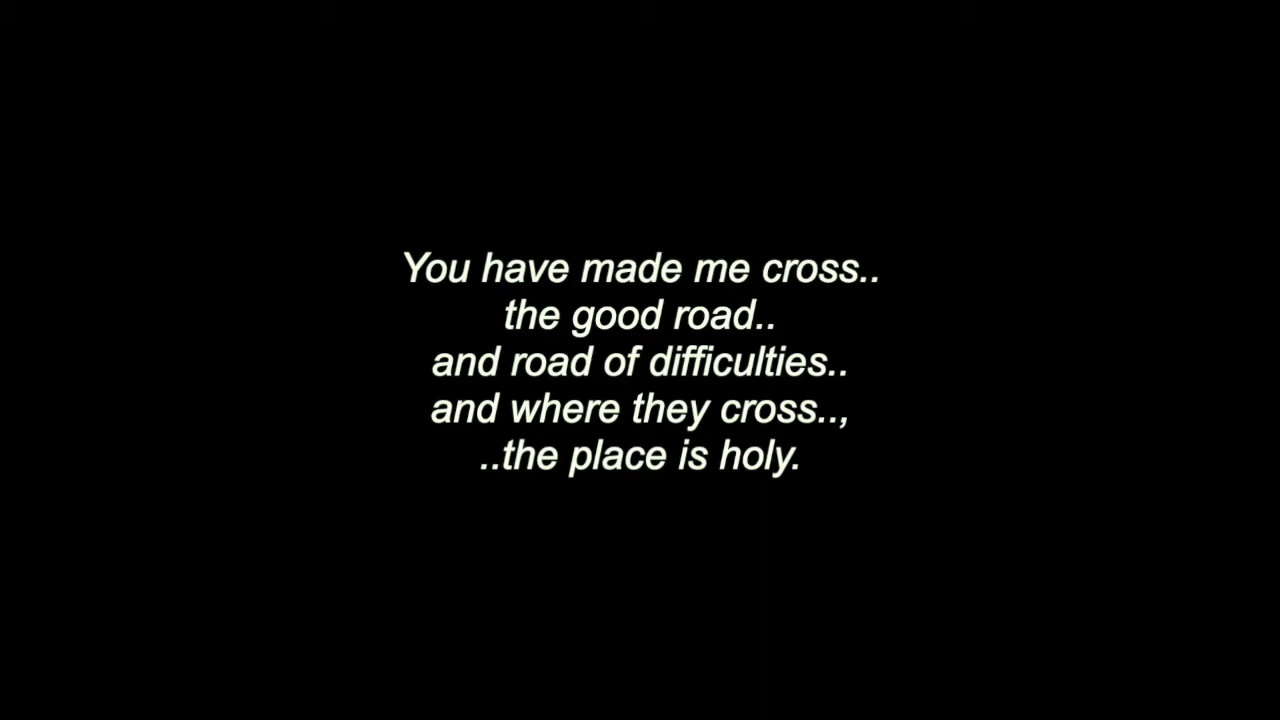 You have made me cross..
the good road..
and road of difficulties..
and where they cross..,
..the place is holy.